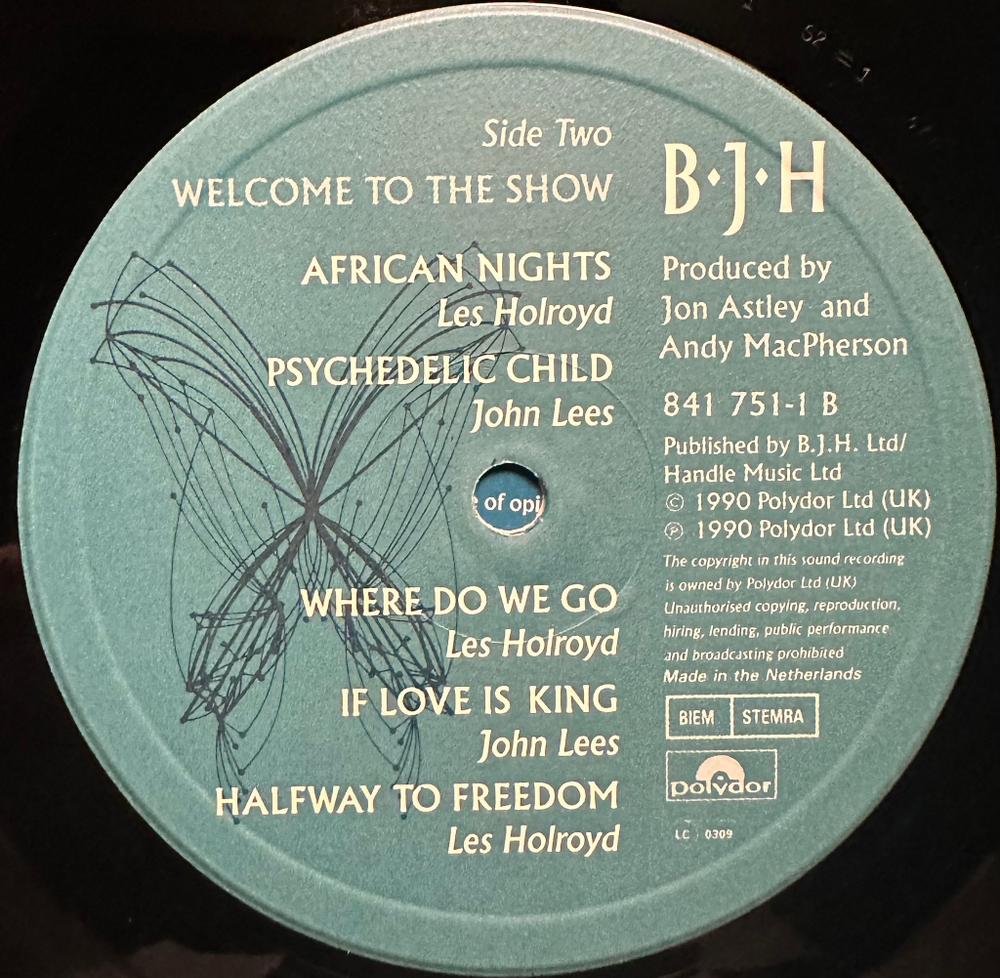 Side Two
WELCOME TO THE SHOW
AFRICAN NIGHTS
Les Holroyd
PSYCHEDELIC CHILD
John Lees
of opi
WHERE DO WE GO
Les Holroyd
IF LOVE IS KING
John Lees
HALFWAY TO FREEDOM
Les Holroyd
B·J·H
Produced by
Jon Astley and
Andy MacPherson
841 751-1 B
Published by B.J.H. Ltd/
Handle Music Ltd
© 1990 Polydor Ltd (UK)
℗ 1990 Polydor Ltd (UK)
The copyright in this sound recording
is owned by Polydor Ltd (UK)
Unauthorised copying, reproduction,
hiring, lending, public performance
and broadcasting prohibited
Made in the Netherlands
BIEM STEMRA
polydor
LC 0309